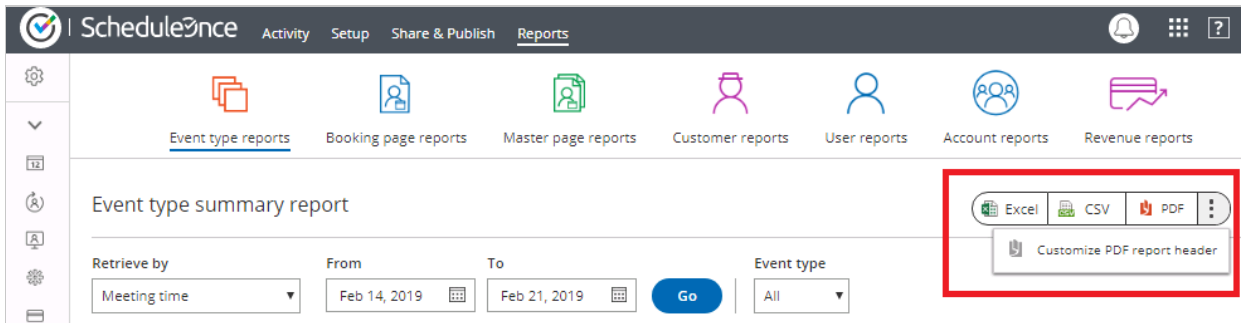 ScheduleOnce Activity Setup Share & Publish Reports ?
Event type reports Booking page reports Master page reports Customer reports User reports Account reports Revenue reports
12
Event type summary report Excel CSV PDF
Customize PDF report header
Retrieve by From To Event type
Meeting time Feb 14, 2019 Feb 21, 2019 Go All